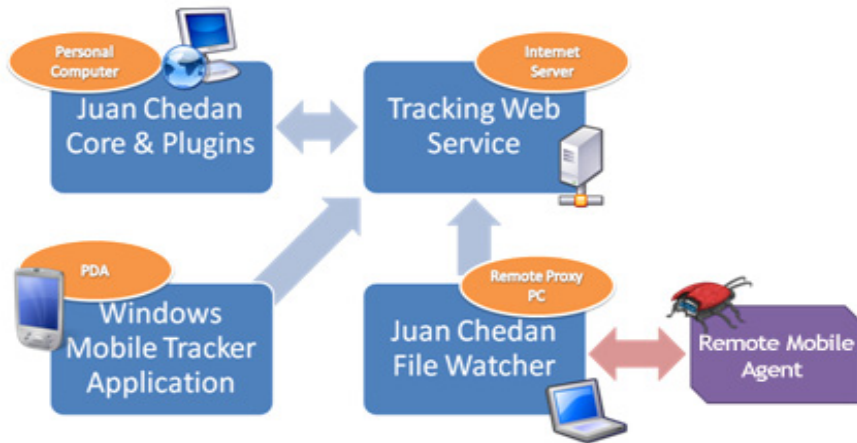 Personal
Computer
Juan Chedan
Core & Plugins
Internet
Server
Tracking Web
Service
PDA
Windows
Mobile Tracker
Application
Remote Proxy
PC
Juan Chedan
File Watcher
Remote Mobile
Agent